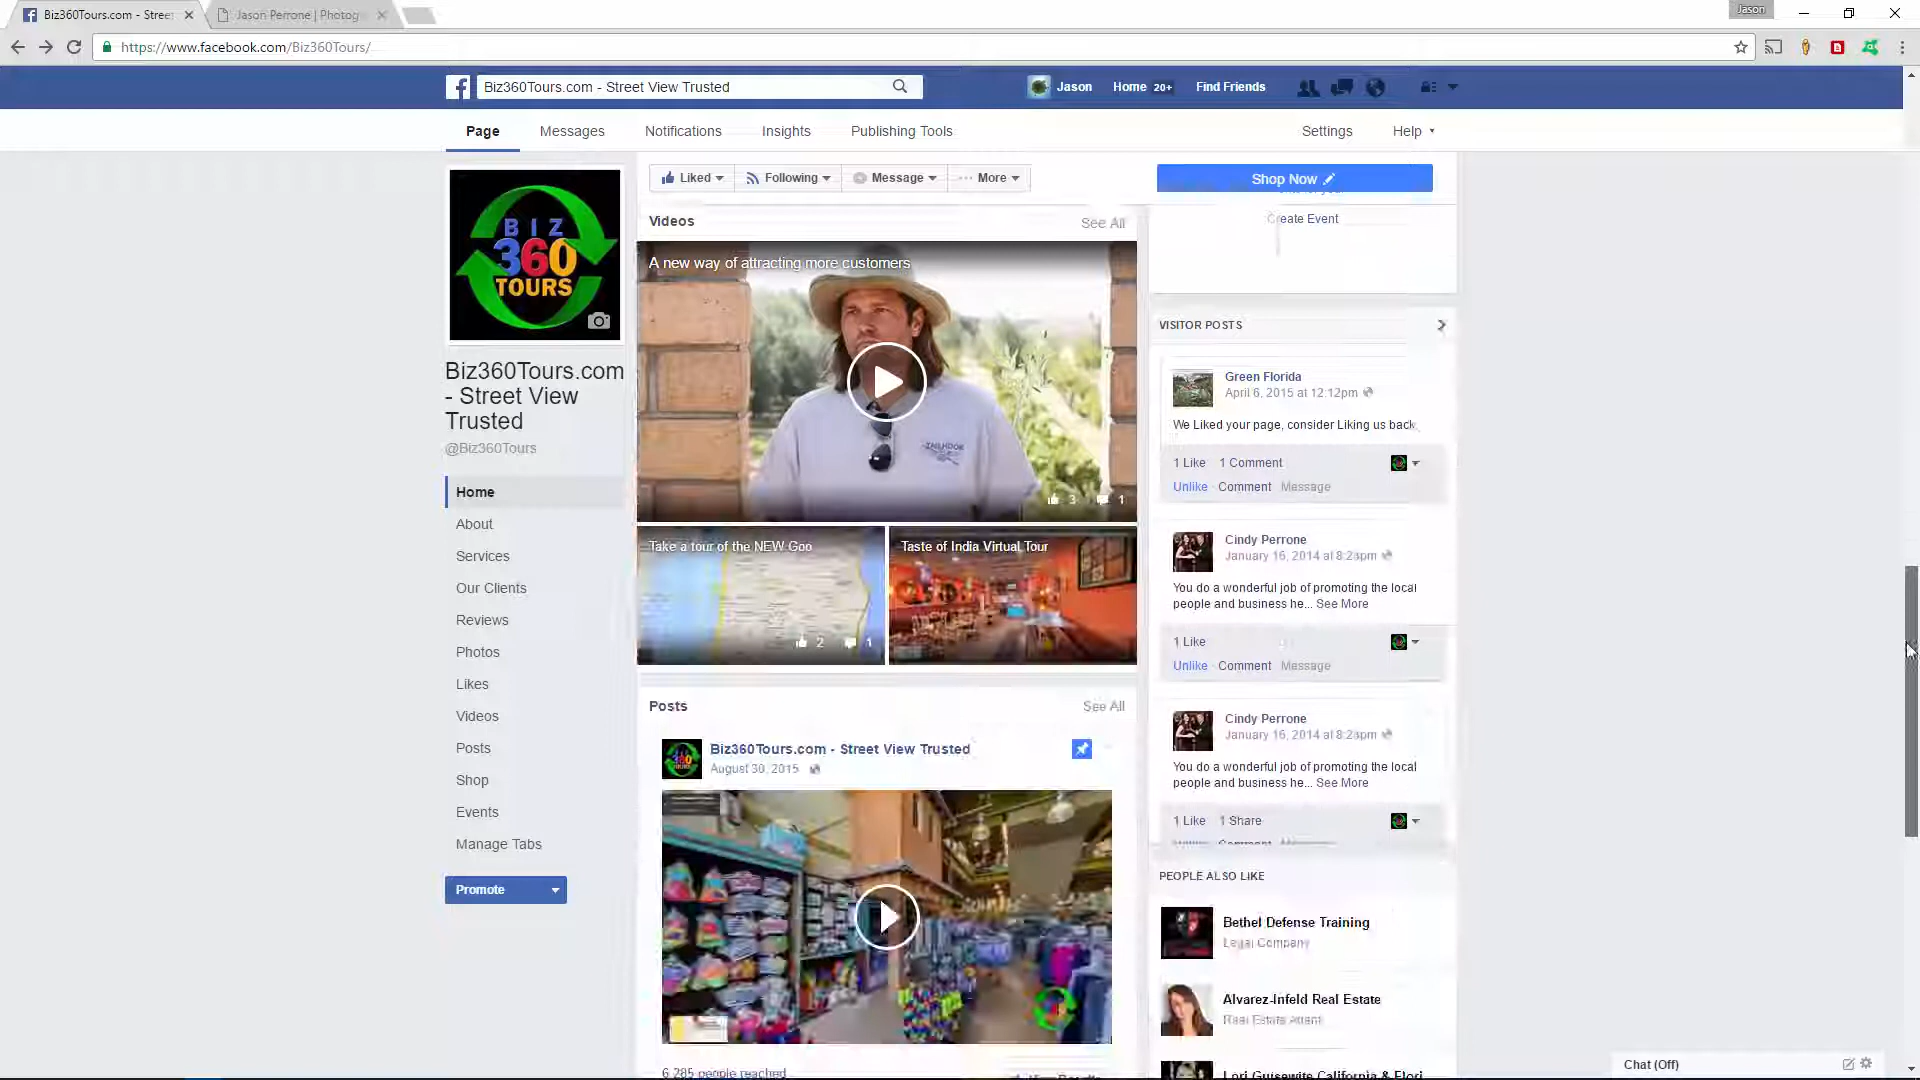 Biz360Tours.com - Stree
Jason Perrone | Photog
Jason
https://www.facebook.com/Biz360Tours/
Biz360Tours.com - Street View Trusted
Jason
Home 20+
Find Friends
Page
Messages
Notifications
Insights
Publishing Tools
Settings
Help
Liked
Following
Message
More
Shop Now
BIZ
360
TOURS
Biz360Tours.com
- Street View
Trusted
@Biz360Tours
Home
About
Services
Our Clients
Reviews
Photos
Likes
Videos
Posts
Shop
Events
Manage Tabs
Promote
Videos
See All
A new way of attracting more customers
3 1
Take a tour of the NEW Goo
2 1
Taste of India Virtual Tour
Posts
See All
Biz360Tours.com - Street View Trusted
August 30, 2015
6,285 people reached
Create Event
VISITOR POSTS
Green Florida
April 6, 2015 at 12:12pm
We Liked your page, consider Liking us back
1 Like 1 Comment
Unlike · Comment · Message
Cindy Perrone
January 16, 2014 at 8:28pm
You do a wonderful job of promoting the local
people and business he... See More
1 Like
Unlike · Comment · Message
Cindy Perrone
January 16, 2014 at 8:28pm
You do a wonderful job of promoting the local
people and business he... See More
1 Like 1 Share
PEOPLE ALSO LIKE
Bethel Defense Training
Legal Company
Alvarez-Infeld Real Estate
Real Estate Agent
Lori Guisewite California & Flori
Chat (Off)